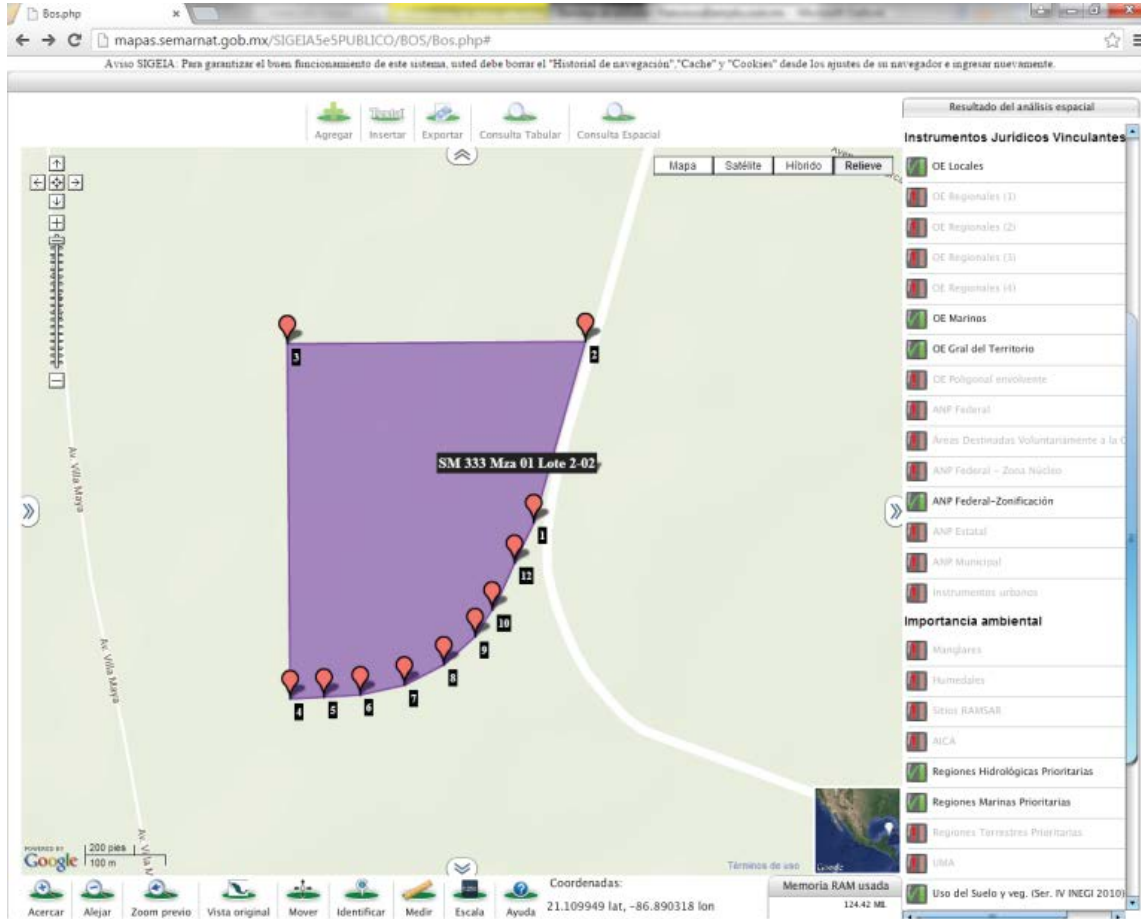 Bos.php
mapas.semarnat.gob.mx/SIGEIA5e5PUBLICO/BOS/Bos.php#
Aviso SIGEIA: Para garantizar el buen funcionamiento de este sistema, usted debe borrar el "Historial de navegación","Cache" y "Cookies" desde los ajustes de su navegador e ingresar nuevamente.
Agregar Insertar Exportar Consulta Tabular Consulta Espacial
Mapa Satélite Híbrido Relieve
3
2
SM 333 Mza 01 Lote 2-02
1
12
10
9
8
7
6
5
4
Av. Villa Maya
Av. Villa Maya
POWERED BY
Google
200 pies
100 m
Términos de uso
Google
Acercar Alejar Zoom previo Vista original Mover Identificar Medir Escala Ayuda
Coordenadas:
21.109949 lat, -86.890318 lon
Memoria RAM usada
124.42 MB.
Resultado del análisis espacial
Instrumentos Jurídicos Vinculantes
OE Locales
OE Regionales (1)
OE Regionales (2)
OE Regionales (3)
OE Regionales (4)
OE Marinos
OE Gral del Territorio
OE Poligonal envolvente
ANP Federal
Áreas Destinadas Voluntariamente a la C
ANP Federal - Zona Núcleo
ANP Federal-Zonificación
ANP Estatal
ANP Municipal
Instrumentos urbanos
Importancia ambiental
Manglares
Humedales
Sitios RAMSAR
AICA
Regiones Hidrológicas Prioritarias
Regiones Marinas Prioritarias
Regiones Terrestres Prioritarias
UMA
Uso del Suelo y veg. (Ser. IV INEGI 2010)